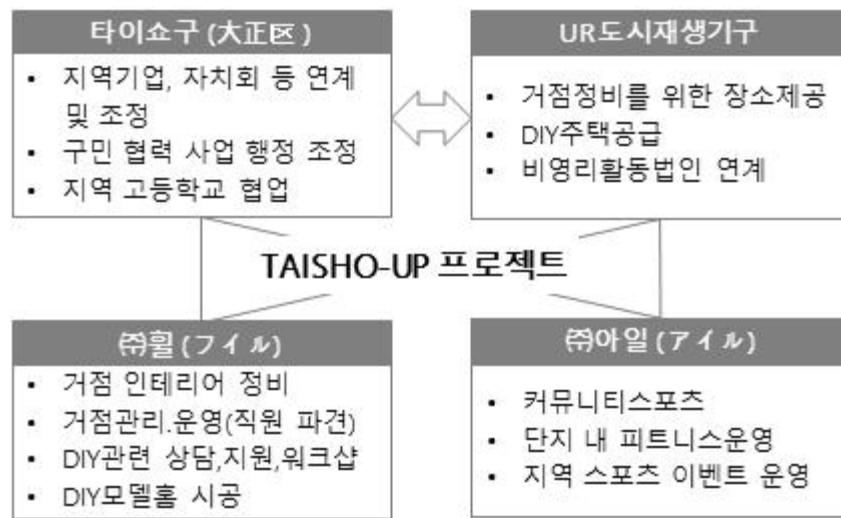 타이쇼구 (大正区)
▪ 지역기업, 자치회 등 연계
및 조정
▪ 구민 협력 사업 행정 조정
▪ 지역 고등학교 협업
UR도시재생기구
▪ 거점정비를 위한 장소제공
▪ DIY주택공급
▪ 비영리활동법인 연계
TAISHO-UP 프로젝트
㈜휠 (フイル)
▪ 거점 인테리어 정비
▪ 거점관리.운영(직원 파견)
▪ DIY관련 상담,지원,워크샵
▪ DIY모델홈 시공
㈜아일 (アイル)
▪ 커뮤니티스포츠
▪ 단지 내 피트니스운영
▪ 지역 스포츠 이벤트 운영